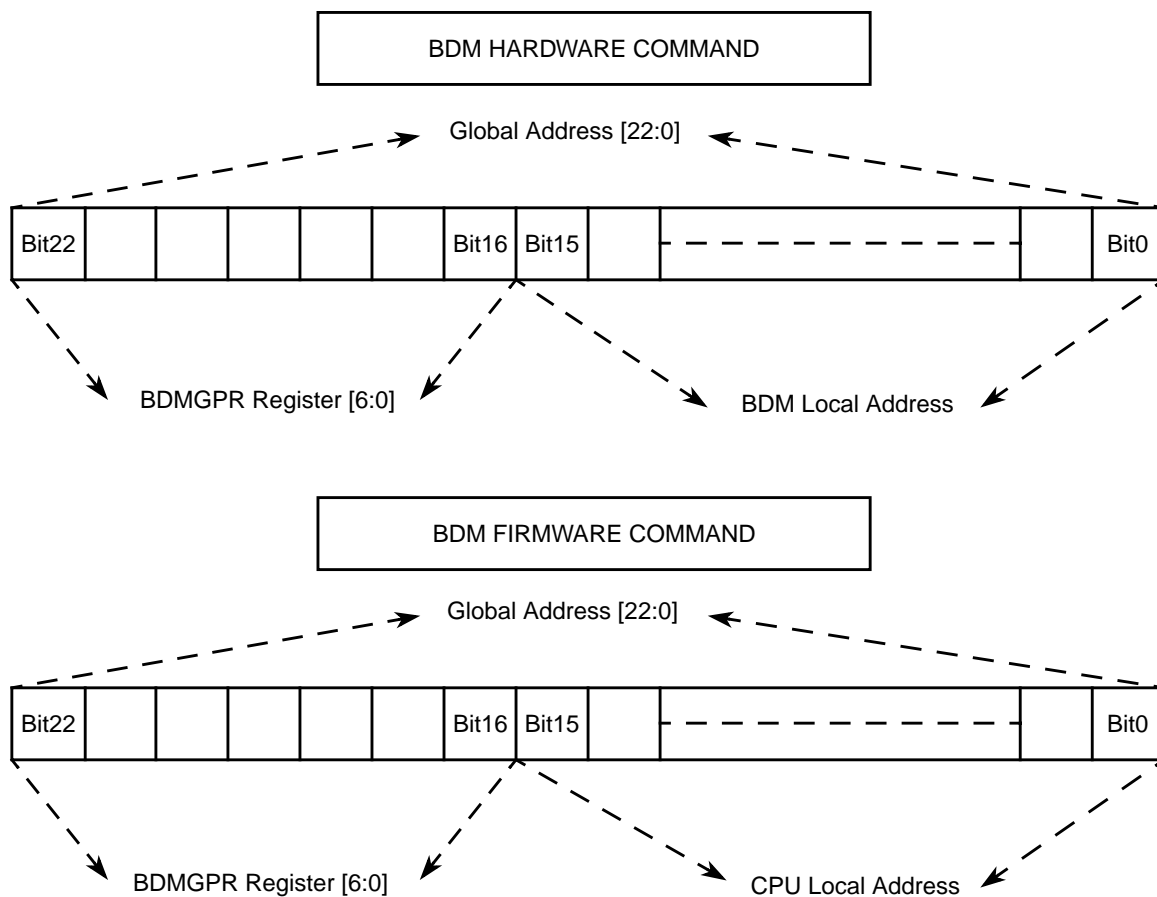 BDM HARDWARE COMMAND
Global Address [22:0]
Bit22 Bit16 Bit15 Bit0
BDMGPR Register [6:0] BDM Local Address
BDM FIRMWARE COMMAND
Global Address [22:0]
Bit22 Bit16 Bit15 Bit0
BDMGPR Register [6:0] CPU Local Address